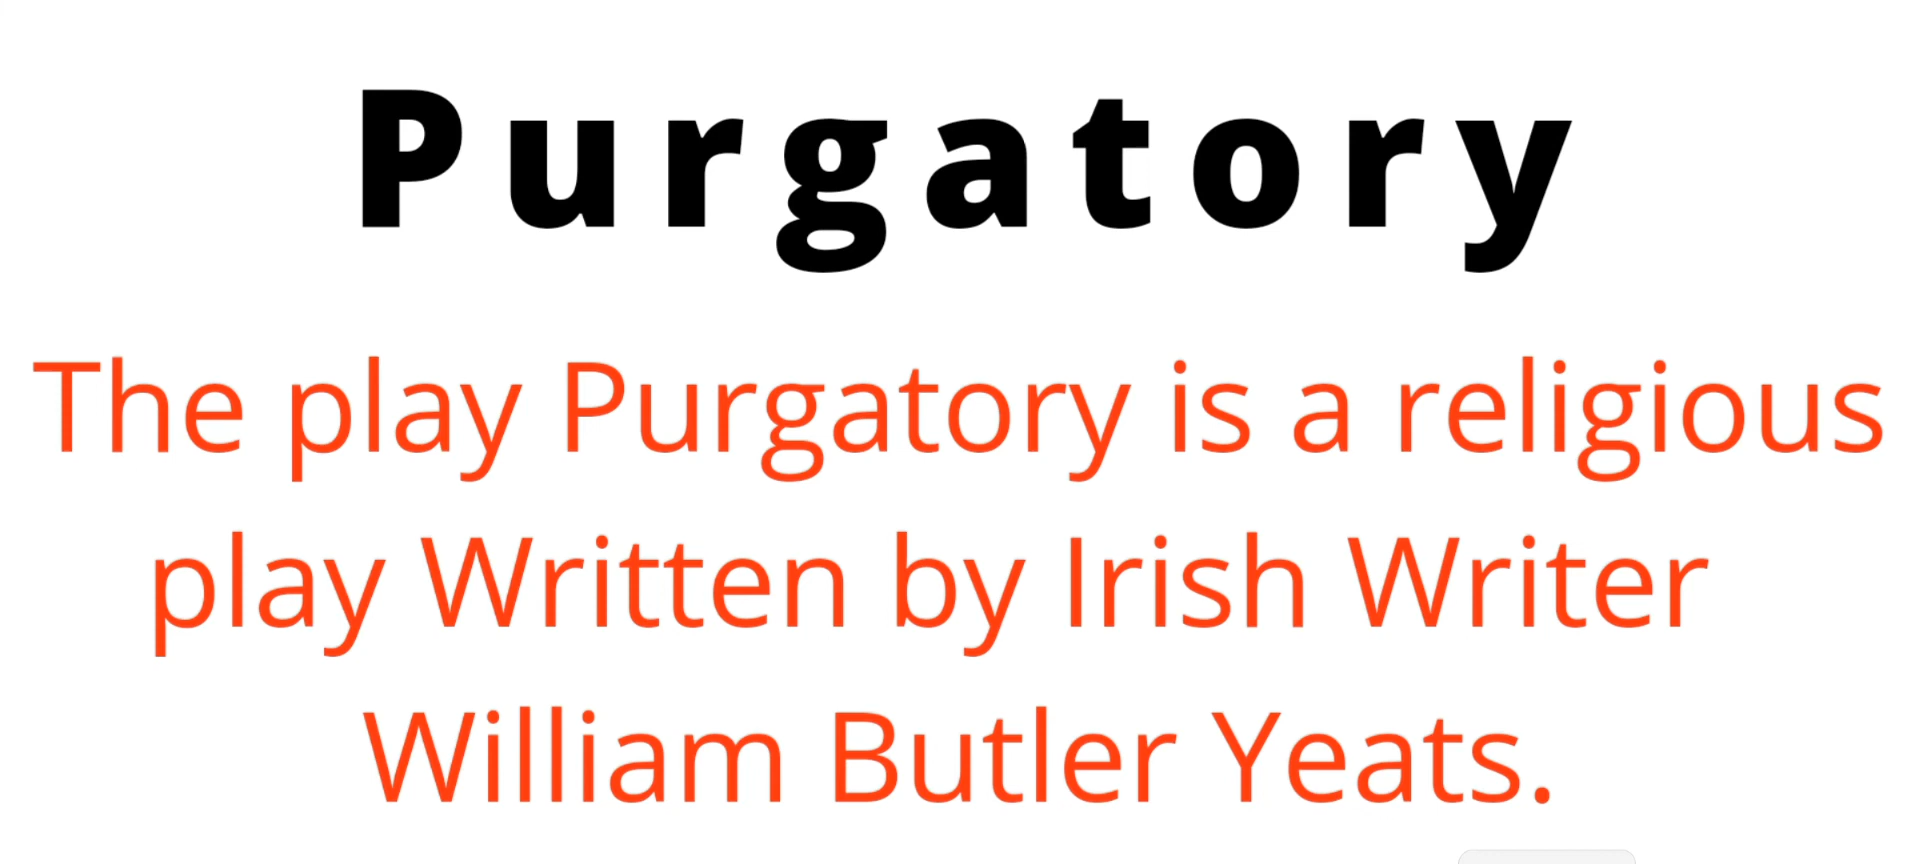 Purgatory
The play Purgatory is a religious
play Written by Irish Writer
William Butler Yeats.